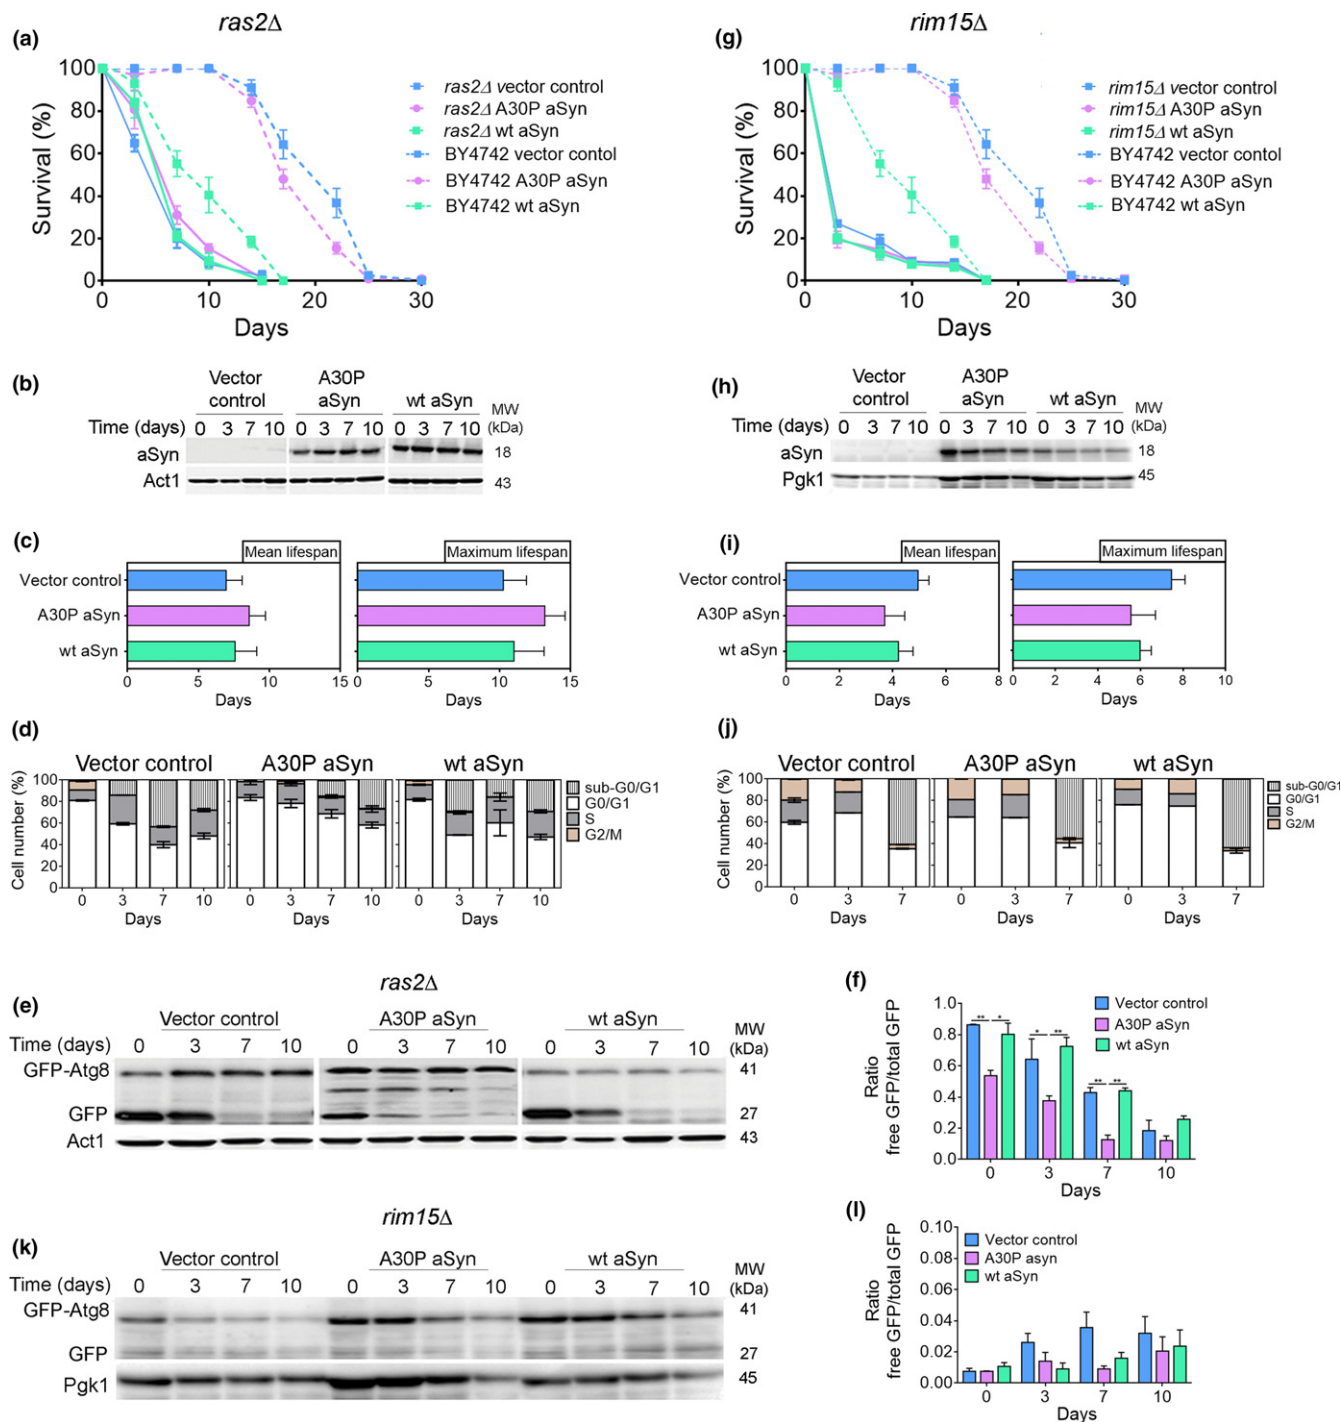 ras2Δ
(a)
100
80
60
40
20
0
Survival (%)
0 10 20 30
Days
ras2Δ vector control
ras2Δ A30P aSyn
ras2Δ wt aSyn
BY4742 vector contol
BY4742 A30P aSyn
BY4742 wt aSyn
rim15Δ
(g)
100
80
60
40
20
0
Survival (%)
0 10 20 30
Days
rim15Δ vector control
rim15Δ A30P aSyn
rim15Δ wt aSyn
BY4742 vector contol
BY4742 A30P aSyn
BY4742 wt aSyn
(b)
Vector control
A30P aSyn
wt aSyn
MW (kDa)
Time (days) 0 3 7 10 0 3 7 10 0 3 7 10
aSyn 18
Act1 43
(h)
Vector control
A30P aSyn
wt aSyn
MW (kDa)
Time (days) 0 3 7 10 0 3 7 10 0 3 7 10
aSyn 18
Pgk1 45
(c)
Mean lifespan
Maximum lifespan
Vector control
A30P aSyn
wt aSyn
0 5 10 15
0 5 10 15
Days
Days
(i)
Mean lifespan
Maximum lifespan
Vector control
A30P aSyn
wt aSyn
0 2 4 6 8
0 2 4 6 8 10
Days
Days
(d)
Vector control
A30P aSyn
wt aSyn
Cell number (%)
100
80
60
40
20
0
0 3 7 10
0 3 7 10
0 3 7 10
Days
Days
Days
sub-G0/G1
G0/G1
S
G2/M
(j)
Vector control
A30P aSyn
wt aSyn
Cell number (%)
100
80
60
40
20
0
0 3 7
0 3 7
0 3 7
Days
Days
Days
sub-G0/G1
G0/G1
S
G2/M
ras2Δ
(e)
Vector control
A30P aSyn
wt aSyn
MW (kDa)
Time (days) 0 3 7 10 0 3 7 10 0 3 7 10
GFP-Atg8 41
GFP 27
Act1 43
(f)
Ratio
free GFP/total GFP
1.0
0.8
0.6
0.4
0.2
0.0
** *
* **
** **
Vector control
A30P aSyn
wt aSyn
0 3 7 10
Days
rim15Δ
(k)
Vector control
A30P aSyn
wt aSyn
MW (kDa)
Time (days) 0 3 7 10 0 3 7 10 0 3 7 10
GFP-Atg8 41
GFP 27
Pgk1 45
(l)
Ratio
free GFP/total GFP
0.10
0.08
0.06
0.04
0.02
0.00
Vector control
A30P asyn
wt aSyn
0 3 7 10
Days